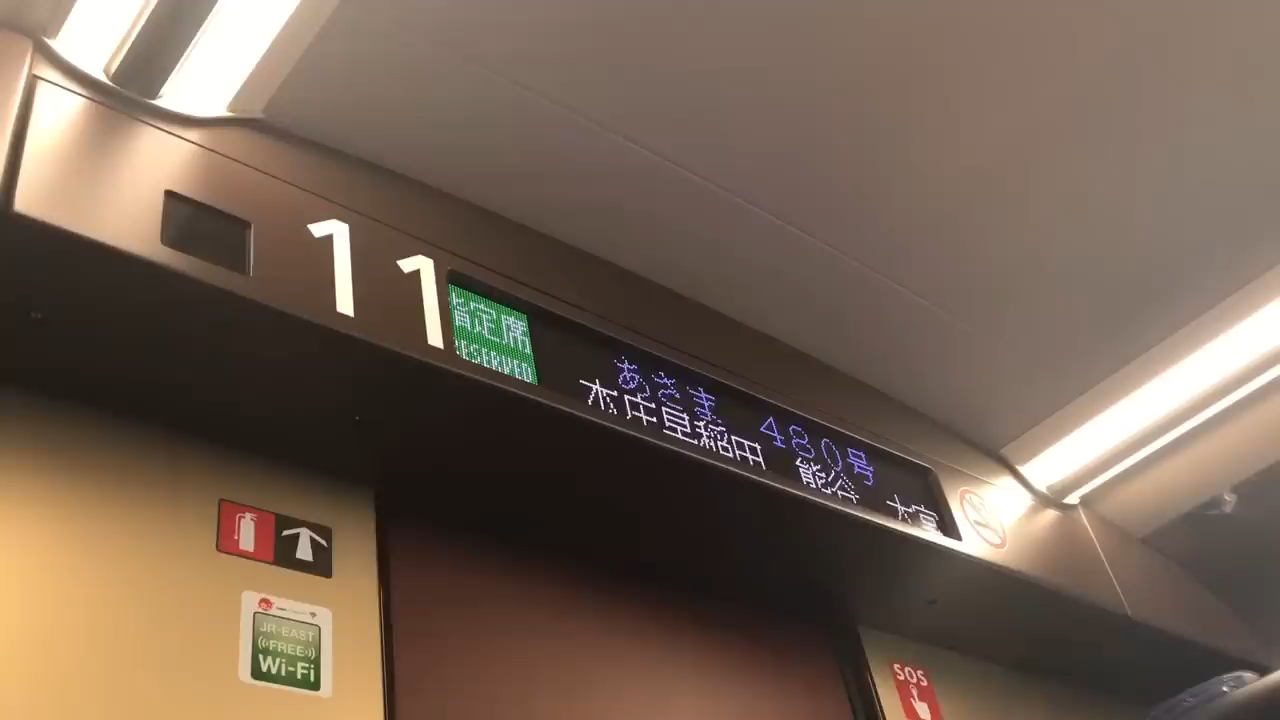 11
指定席
RESERVED
あさま 480号
本庄早稲田 熊谷 大宮
JR-EAST
FREE
Wi-Fi
SOS